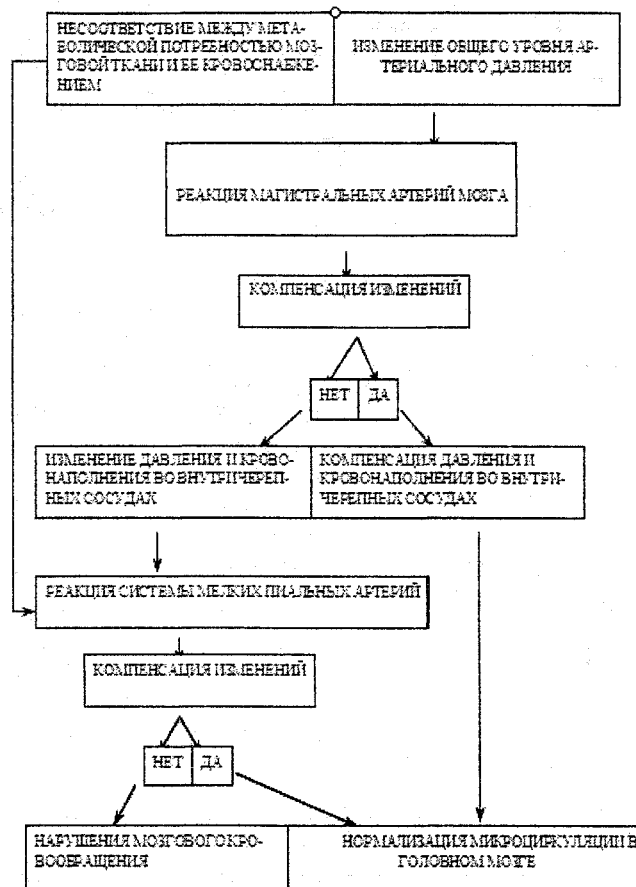 НЕСООТВЕТСТВИЕ МЕЖДУ МЕТА-
БОЛИЧЕСКОЙ ПОТРЕБНОСТЬЮ МОЗ-
ГОВОЙ ТКАНИ И ЕЕ КРОВОСНАБЖЕ-
НИЕМ
ИЗМЕНЕНИЕ ОБЩЕГО УРОВНЯ АР-
ТЕРИАЛЬНОГО ДАВЛЕНИЯ
РЕАКЦИЯ МАГИСТРАЛЬНЫХ АРТЕРИЙ МОЗГА
КОМПЕНСАЦИЯ ИЗМЕНЕНИЙ
НЕТ
ДА
ИЗМЕНЕНИЕ ДАВЛЕНИЯ И КРОВО-
НАПОЛНЕНИЯ ВО ВНУТРИЧЕРЕП-
НЫХ СОСУДАХ
КОМПЕНСАЦИЯ ДАВЛЕНИЯ И
КРОВОНАПОЛНЕНИЯ ВО ВНУТРИ-
ЧЕРЕПНЫХ СОСУДАХ
РЕАКЦИЯ СИСТЕМЫ МЕЛКИХ ПИАЛЬНЫХ АРТЕРИЙ
КОМПЕНСАЦИЯ ИЗМЕНЕНИЙ
НЕТ
ДА
НАРУШЕНИЯ МОЗГОВОГО КРО-
ВООБРАЩЕНИЯ
НОРМАЛИЗАЦИЯ МИКРОЦИРКУЛЯЦИИ В
ГОЛОВНОМ МОЗГЕ